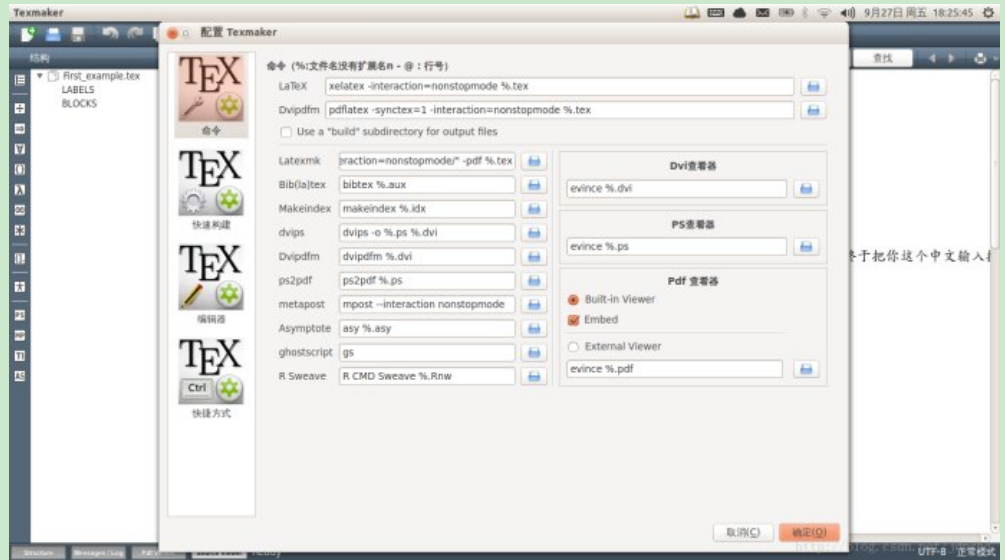 Texmaker
9月27日 周五 18:25:45
配置 Texmaker
结构
查找
First_example.tex
LABELS
BLOCKS
命令
快速构建
编辑器
快捷方式
命令（%:文件名没有扩展名n - @：行号）
LaTeX xelatex -interaction=nonstopmode %.tex
Dvipdfm pdflatex -synctex=1 -interaction=nonstopmode %.tex
Use a "build" subdirectory for output files
Latexmk eraction=nonstopmode/" -pdf %.tex
Bib(la)tex bibtex %.aux
Makeindex makeindex %.idx
dvips dvips -o %.ps %.dvi
Dvipdfm dvipdfm %.dvi
ps2pdf ps2pdf %.ps
metapost mpost --interaction nonstopmode
Asymptote asy %.asy
ghostscript gs
R Sweave R CMD Sweave %.Rnw
Dvi查看器
evince %.dvi
PS查看器
evince %.ps
Pdf 查看器
Built-in Viewer
Embed
External Viewer
evince %.pdf
终于把你这个中文输入
取消(C)
确定(O)
Structure
Messages / Log
Ready
UTF-8
正常模式